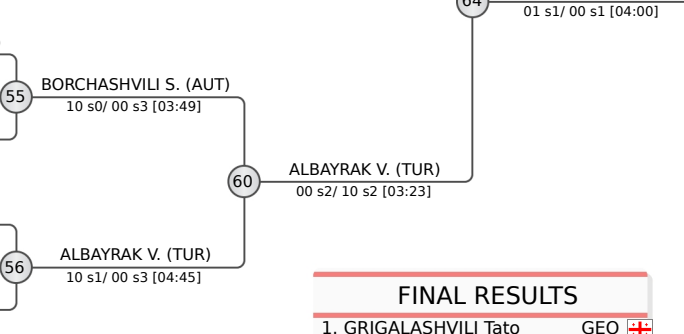 64
01 s1/ 00 s1 [04:00]
55
BORCHASHVILI S. (AUT)
10 s0/ 00 s3 [03:49]
60
ALBAYRAK V. (TUR)
00 s2/ 10 s2 [03:23]
56
ALBAYRAK V. (TUR)
10 s1/ 00 s3 [04:45]
FINAL RESULTS
1. GRIGALASHVILI Tato GEO